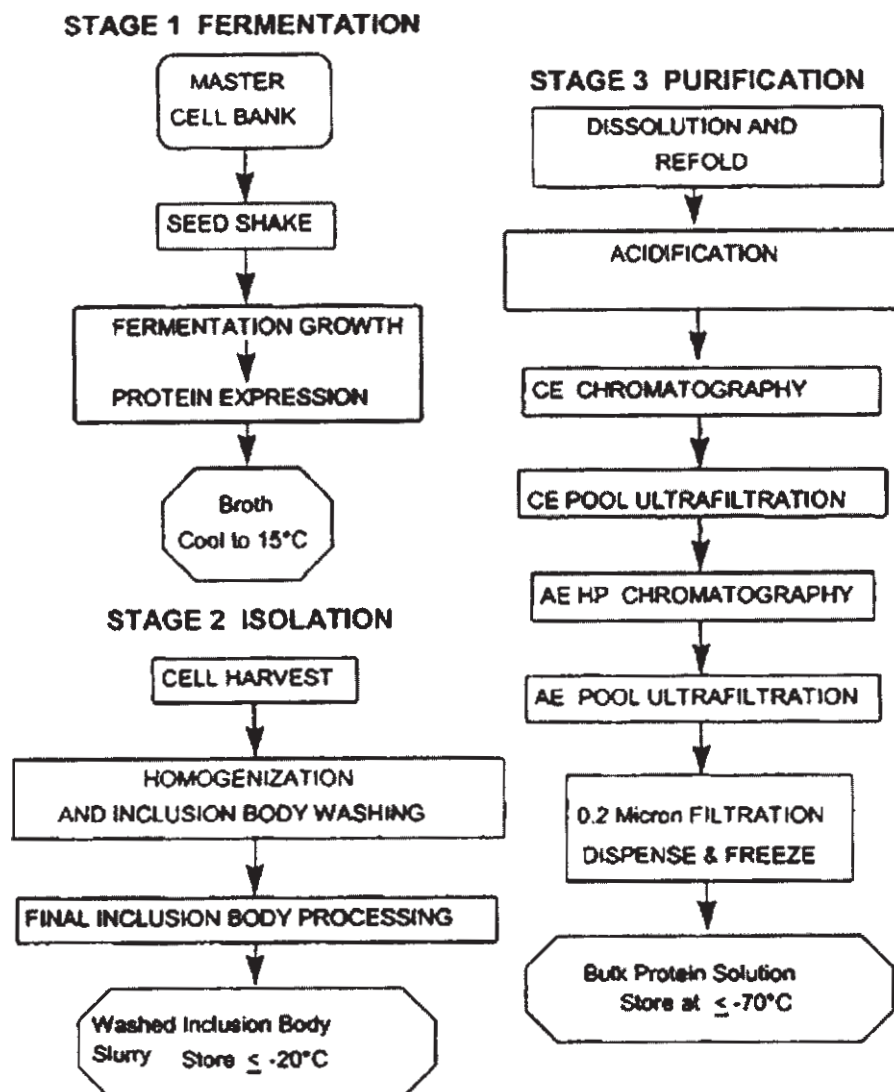 STAGE 1 FERMENTATION
MASTER
CELL BANK
SEED SHAKE
FERMENTATION GROWTH
PROTEIN EXPRESSION
Broth
Cool to 15°C
STAGE 2 ISOLATION
CELL HARVEST
HOMOGENIZATION
AND INCLUSION BODY WASHING
FINAL INCLUSION BODY PROCESSING
Washed Inclusion Body
Slurry Store ≤ -20°C
STAGE 3 PURIFICATION
DISSOLUTION AND
REFOLD
ACIDIFICATION
CE CHROMATOGRAPHY
CE POOL ULTRAFILTRATION
AE HP CHROMATOGRAPHY
AE POOL ULTRAFILTRATION
0.2 Micron FILTRATION
DISPENSE & FREEZE
Bulk Protein Solution
Store at ≤ -70°C